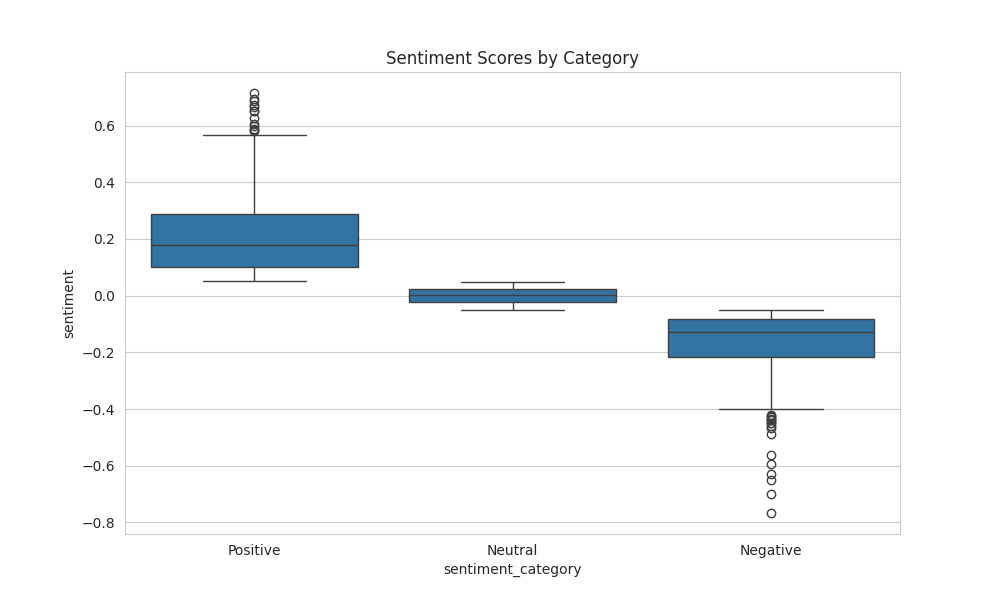 Sentiment Scores by Category
sentiment
0.6
0.4
0.2
0.0
−0.2
−0.4
−0.6
−0.8
Positive
Neutral
Negative
sentiment_category